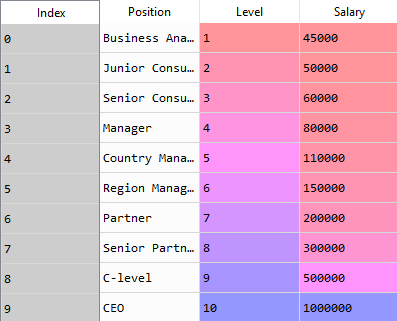 Index Position Level Salary
0 Business Ana… 1 45000
1 Junior Consu… 2 50000
2 Senior Consu… 3 60000
3 Manager 4 80000
4 Country Mana… 5 110000
5 Region Manag… 6 150000
6 Partner 7 200000
7 Senior Partn… 8 300000
8 C-level 9 500000
9 CEO 10 1000000